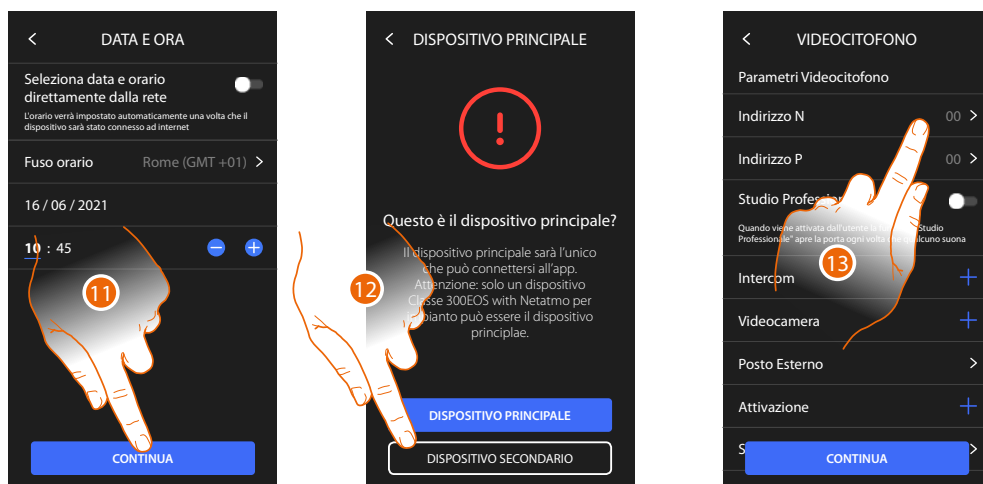 DATA E ORA
Seleziona data e orario
direttamente dalla rete
L'orario verrà impostato automaticamente una volta che il
dispositivo sarà stato connesso ad internet
Fuso orario Rome (GMT +01)
16 / 06 / 2021
10 : 45
11
CONTINUA
DISPOSITIVO PRINCIPALE
Questo è il dispositivo principale?
Il dispositivo principale sarà l'unico
che può connettersi all'app.
Attenzione: solo un dispositivo
Classe 300EOS with Netatmo per
impianto può essere il dispositivo
principlae.
12
DISPOSITIVO PRINCIPALE
DISPOSITIVO SECONDARIO
VIDEOCITOFONO
Parametri Videocitofono
Indirizzo N 00
Indirizzo P 00
Studio
Quando viene attivata dall'utente la Studio
Professionale" apre la porta ogni volta che qualcuno suona
13
Intercom
Videocamera
Posto Esterno
Attivazione
S
CONTINUA